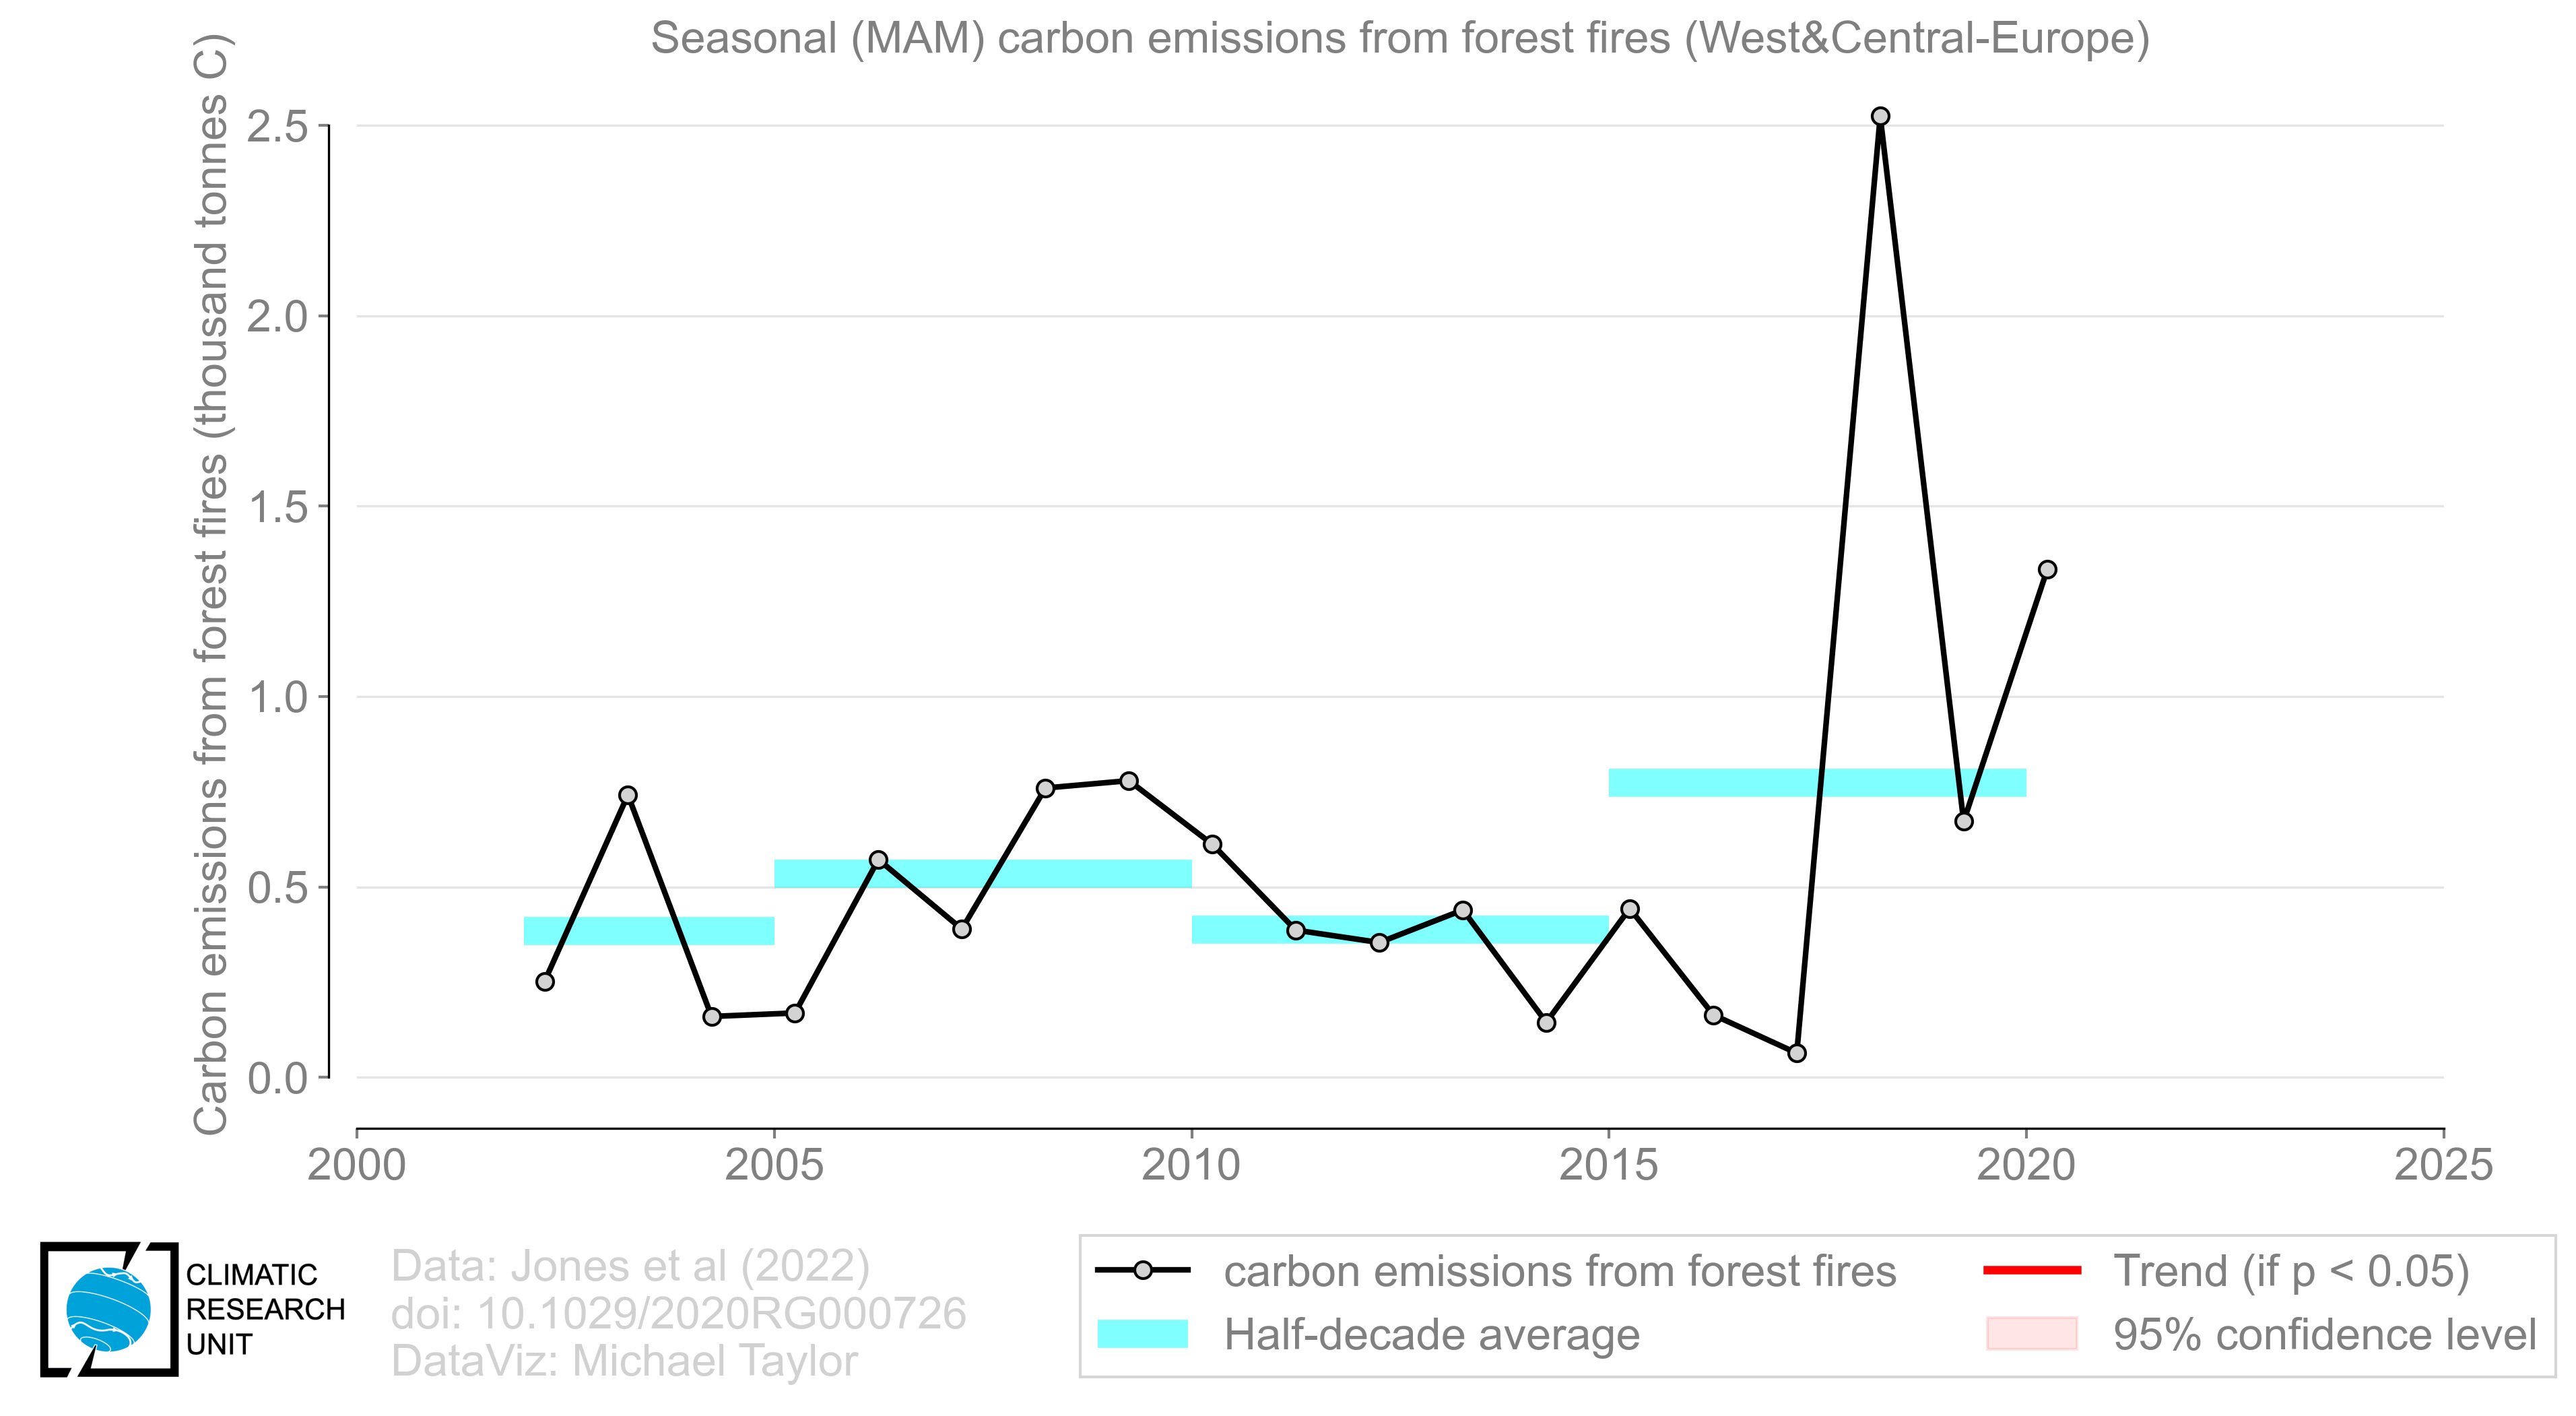 Seasonal (MAM) carbon emissions from forest fires (West&Central-Europe)
Carbon emissions from forest fires (thousand tonnes C)
2.5
2.0
1.5
1.0
0.5
0.0
2000
2005
2010
2015
2020
2025
CLIMATIC
RESEARCH
UNIT
Data: Jones et al (2022)
doi: 10.1029/2020RG000726
DataViz: Michael Taylor
carbon emissions from forest fires
Half-decade average
Trend (if p < 0.05)
95% confidence level